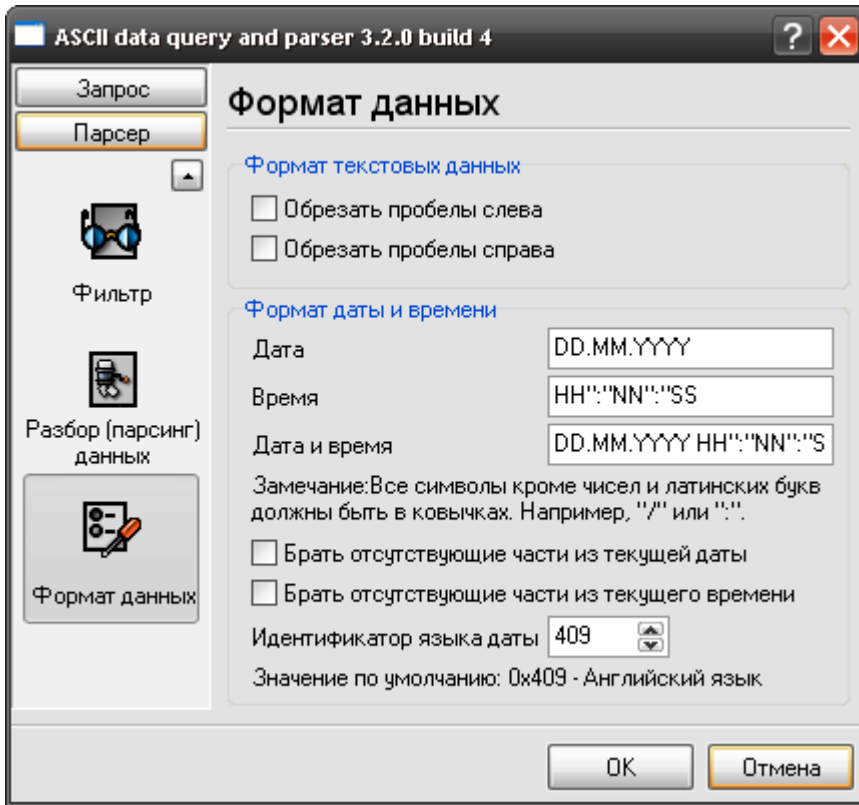 ASCII data query and parser 3.2.0 build 4
Запрос
Парсер
Фильтр
Разбор (парсинг)
данных
Формат данных
Формат данных
Формат текстовых данных
Обрезать пробелы слева
Обрезать пробелы справа
Формат даты и времени
Дата DD.MM.YYYY
Время HH":"NN":"SS
Дата и время DD.MM.YYYY HH":"NN":"S
Замечание:Все символы кроме чисел и латинских букв
должны быть в ковычках. Например, "/" или ":".
Брать отсутствующие части из текущей даты
Брать отсутствующие части из текущего времени
Идентификатор языка даты 409
Значение по умолчанию: 0x409 - Английский язык
OK Отмена